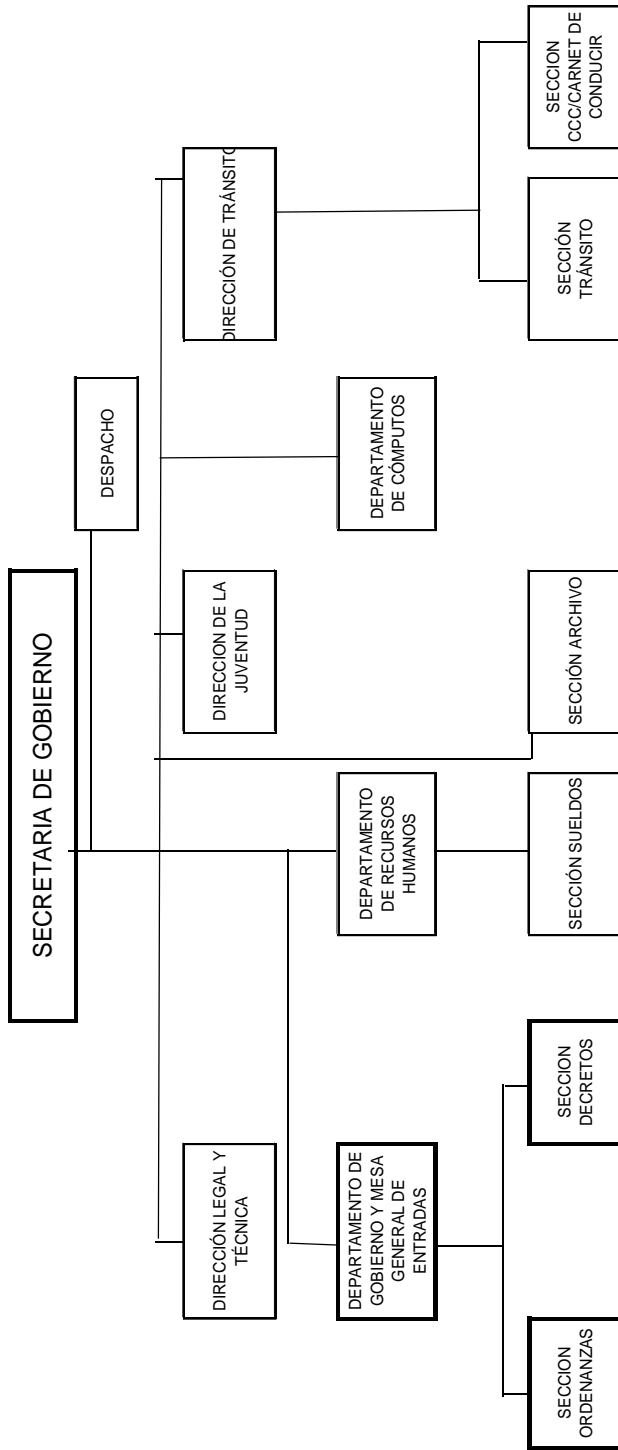 SECRETARIA DE GOBIERNO
DESPACHO
DIRECCIÓN LEGAL Y
TÉCNICA
DIRECCION DE LA
JUVENTUD
DIRECCIÓN DE TRÁNSITO
DEPARTAMENTO DE
GOBIERNO Y MESA
GENERAL DE
ENTRADAS
DEPARTAMENTO
DE RECURSOS
HUMANOS
DEPARTAMENTO
DE CÓMPUTOS
SECCION
ORDENANZAS
SECCION
DECRETOS
SECCIÓN SUELDOS
SECCIÓN ARCHIVO
SECCIÓN
TRÁNSITO
SECCION
CCC/CARNET DE
CONDUCIR